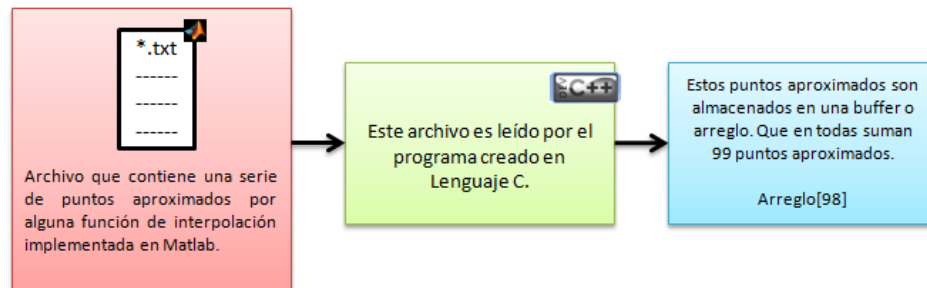 *.txt
------
------
------
Archivo que contiene una serie
de puntos aproximados por
alguna función de interpolación
implementada en Matlab.
DEV
C++
Este archivo es leído por el
programa creado en
Lenguaje C.
Estos puntos aproximados son
almacenados en una buffer o
arreglo. Que en todas suman
99 puntos aproximados.
Arreglo[98]